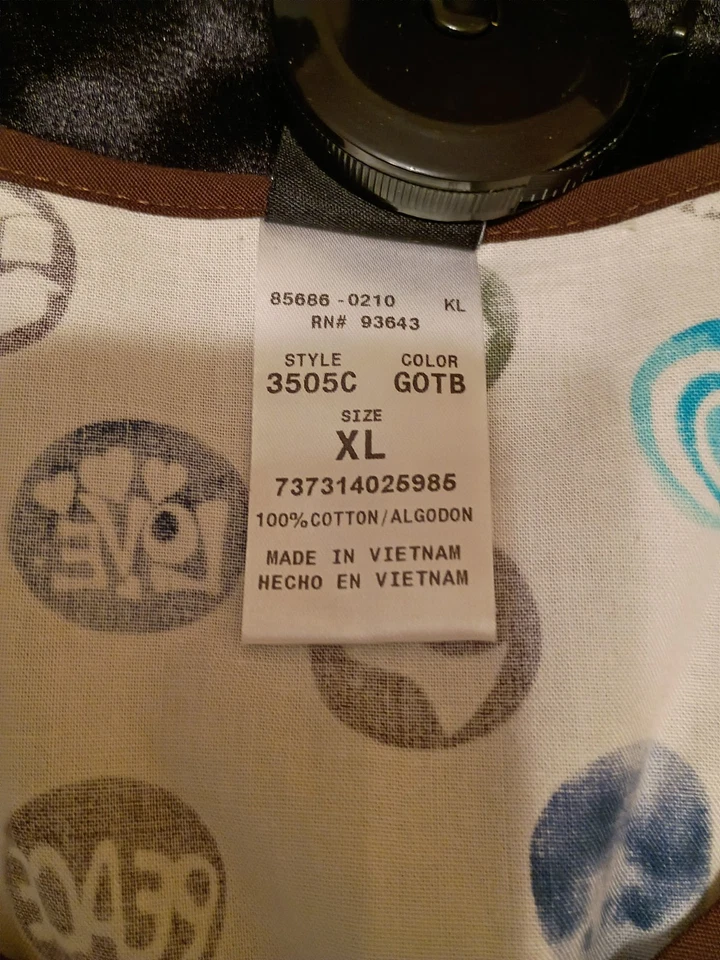 85686 -0210 KL
RN# 93643
STYLE COLOR
3505C GOTB
SIZE
XL
737314025985
100% COTTON/ALGODON
MADE IN VIETNAM
HECHO EN VIETNAM
LOVE